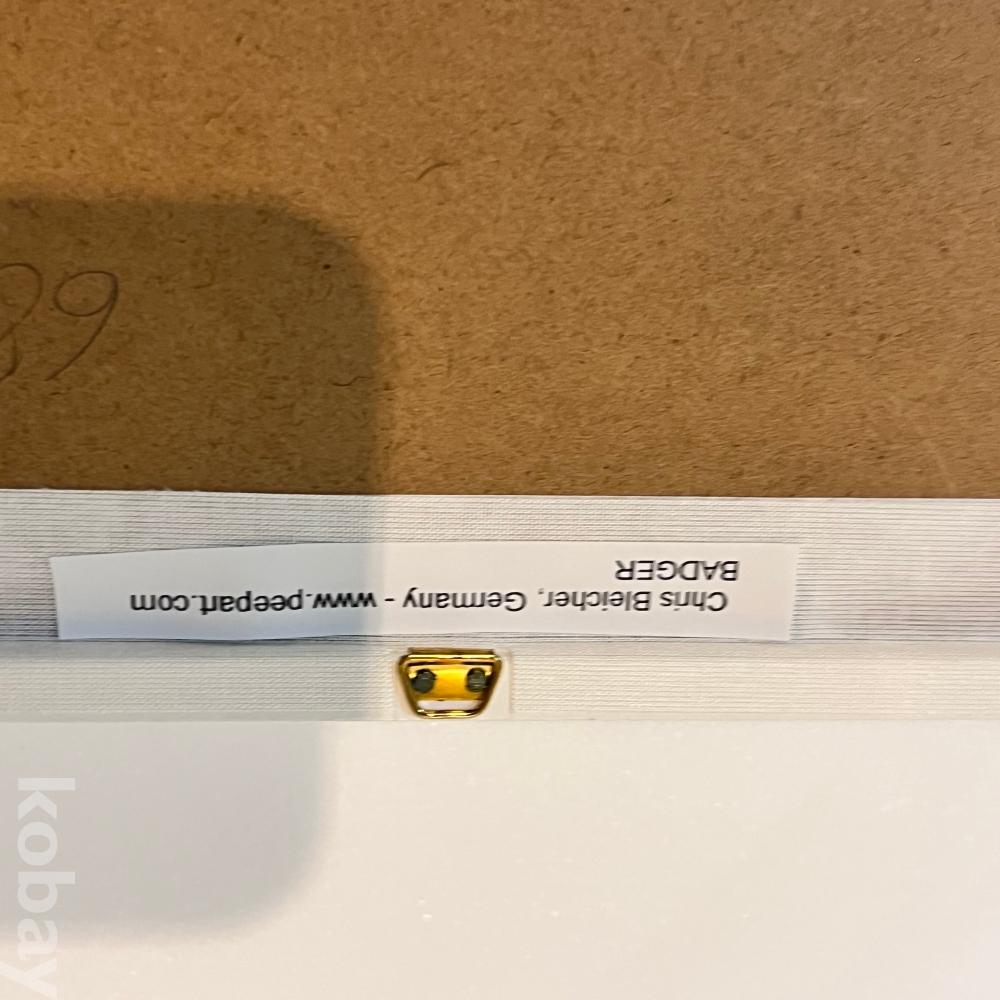 Chris Bleicher, Germany - www.peepart.com
BADGER
kobay